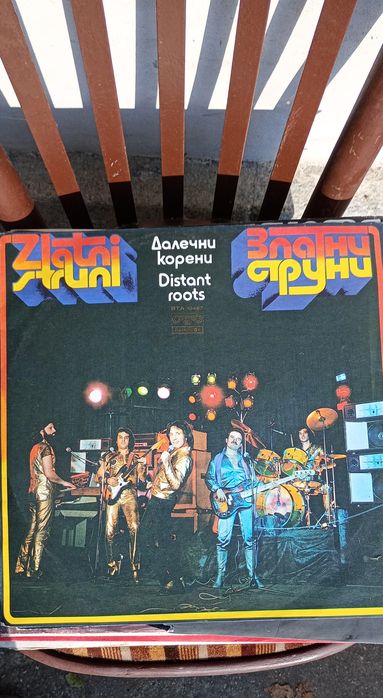 Zlatni
struni
Далечни
корени
Distant
roots
Златни
струни